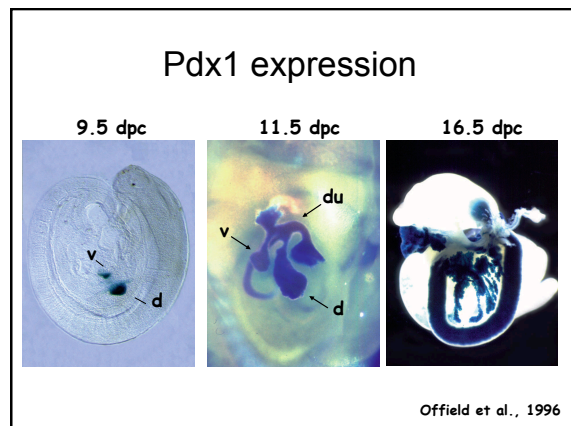 Pdx1 expression
9.5 dpc 11.5 dpc 16.5 dpc
du
v
v
d
d
Offield et al., 1996